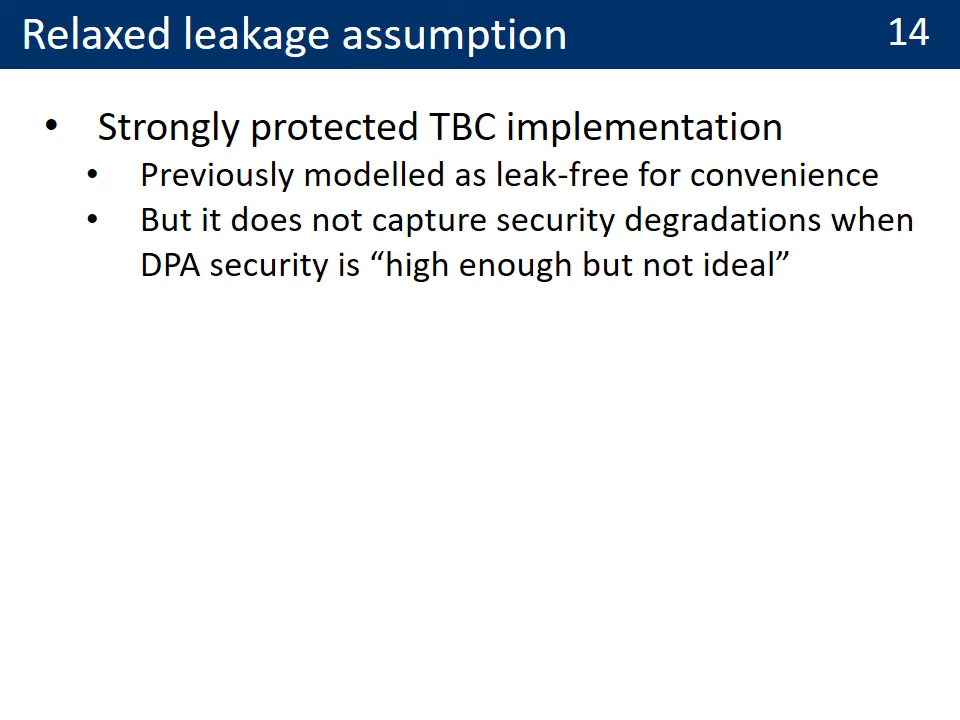 Relaxed leakage assumption 14
• Strongly protected TBC implementation
• Previously modelled as leak-free for convenience
• But it does not capture security degradations when
DPA security is “high enough but not ideal”